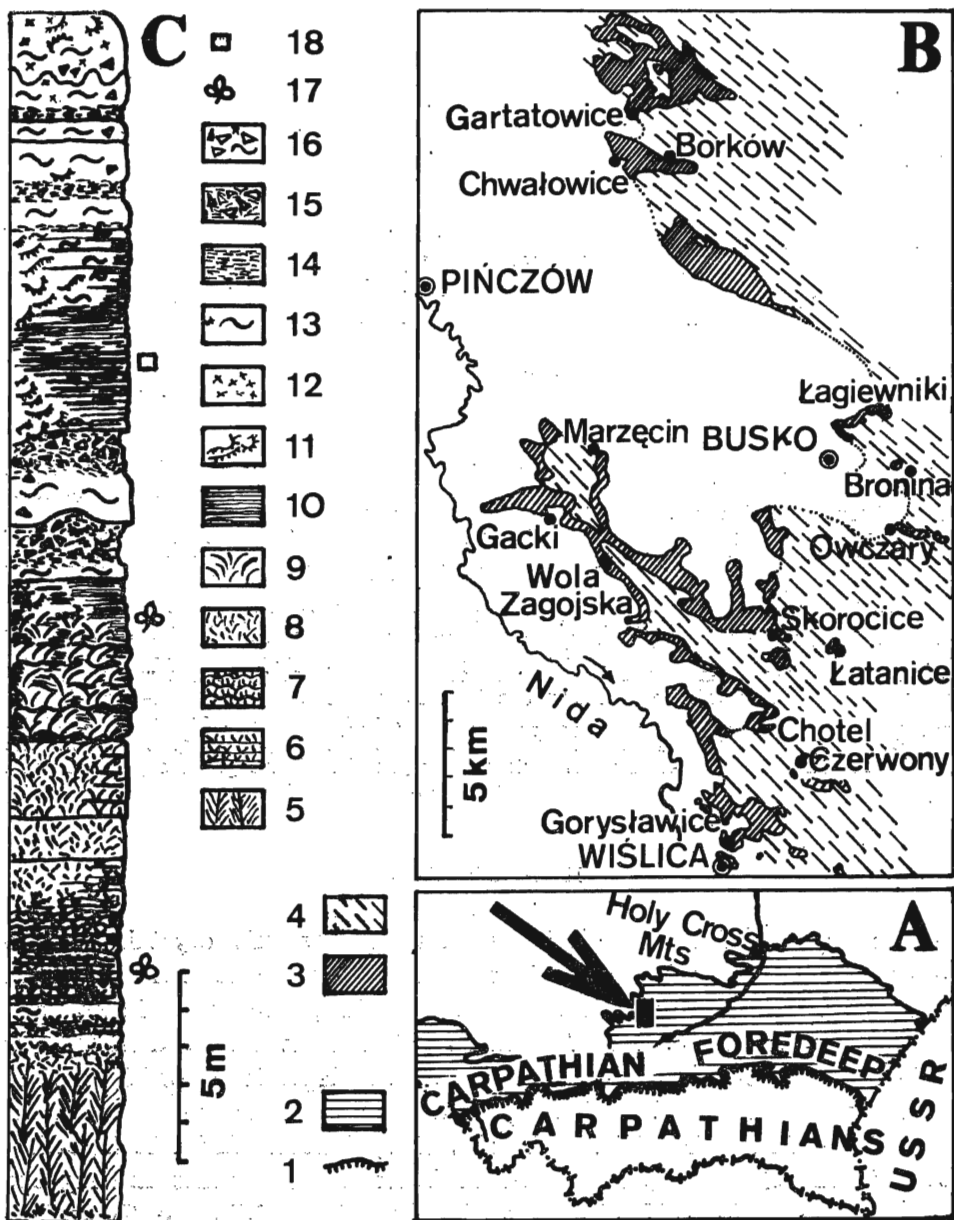 C
18
17
16
15
14
13
12
11
10
9
8
7
6
5
4
3
2
1
5m
B
Gartatowice
Borków
Chwałowice
PIŃCZÓW
Łagiewniki
Marzęcin
BUSKO
Bronina
Gacki
Owczary
Wola
Zagojska
Skorocice
Łatanice
Nida
Chotel
Czerwony
5km
Gorysławice
WIŚLICA
A
Holy Cross
Mts
CARPATHIAN FOREDEEP
CARPATHIANS
USSR